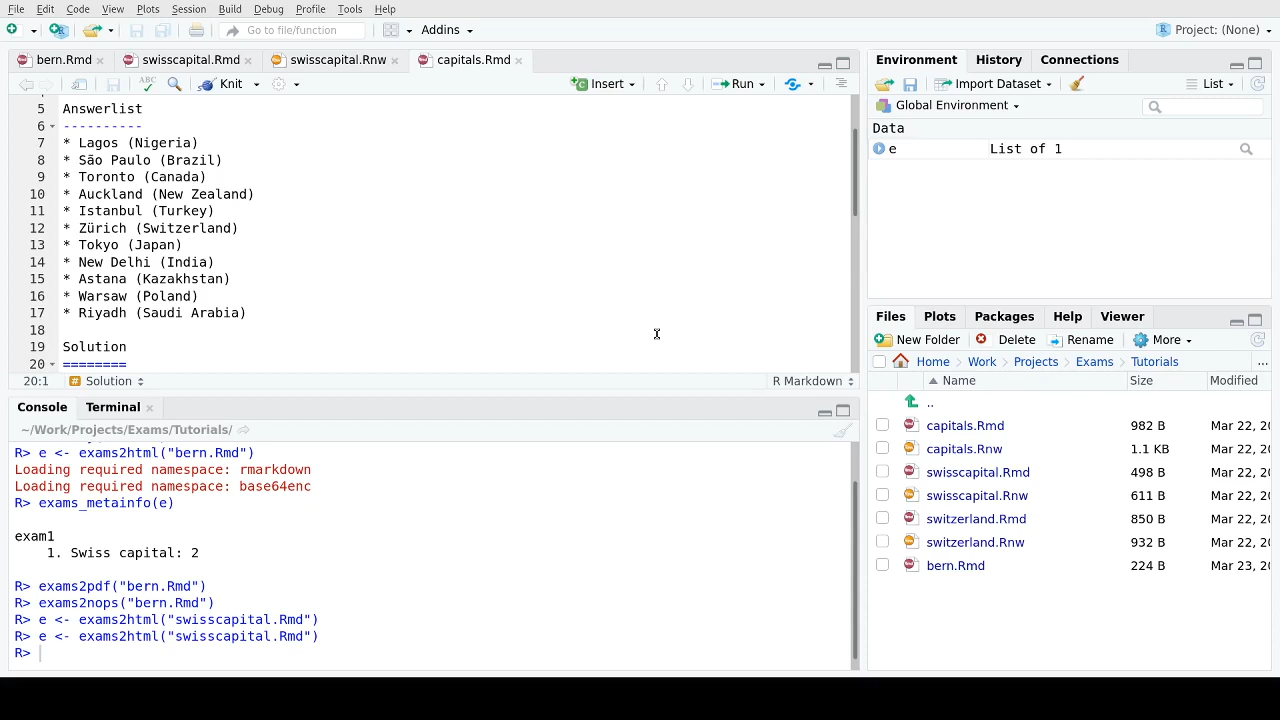 File Edit Code View Plots Session Build Debug Profile Tools Help
Go to file/function Addins Project: (None)
bern.Rmd swisscapital.Rmd swisscapital.Rnw capitals.Rmd
ABC Knit Insert Run
5 Answerlist
6 ----------
7 * Lagos (Nigeria)
8 * São Paulo (Brazil)
9 * Toronto (Canada)
10 * Auckland (New Zealand)
11 * Istanbul (Turkey)
12 * Zürich (Switzerland)
13 * Tokyo (Japan)
14 * New Delhi (India)
15 * Astana (Kazakhstan)
16 * Warsaw (Poland)
17 * Riyadh (Saudi Arabia)
18
19 Solution
20 ========
20:1 # Solution R Markdown
Console Terminal
~/Work/Projects/Exams/Tutorials/
R> e <- exams2html("bern.Rmd")
Loading required namespace: rmarkdown
Loading required namespace: base64enc
R> exams_metainfo(e)
exam1
1. Swiss capital: 2
R> exams2pdf("bern.Rmd")
R> exams2nops("bern.Rmd")
R> e <- exams2html("swisscapital.Rmd")
R> e <- exams2html("swisscapital.Rmd")
R>
Environment History Connections
Import Dataset List
Global Environment
Data
e List of 1
Files Plots Packages Help Viewer
New Folder Delete Rename More
Home Work Projects Exams Tutorials ...
Name Size Modified
..
capitals.Rmd 982 B Mar 22, 20
capitals.Rnw 1.1 KB Mar 22, 20
swisscapital.Rmd 498 B Mar 22, 20
swisscapital.Rnw 611 B Mar 22, 20
switzerland.Rmd 850 B Mar 22, 20
switzerland.Rnw 932 B Mar 22, 20
bern.Rmd 224 B Mar 23, 20